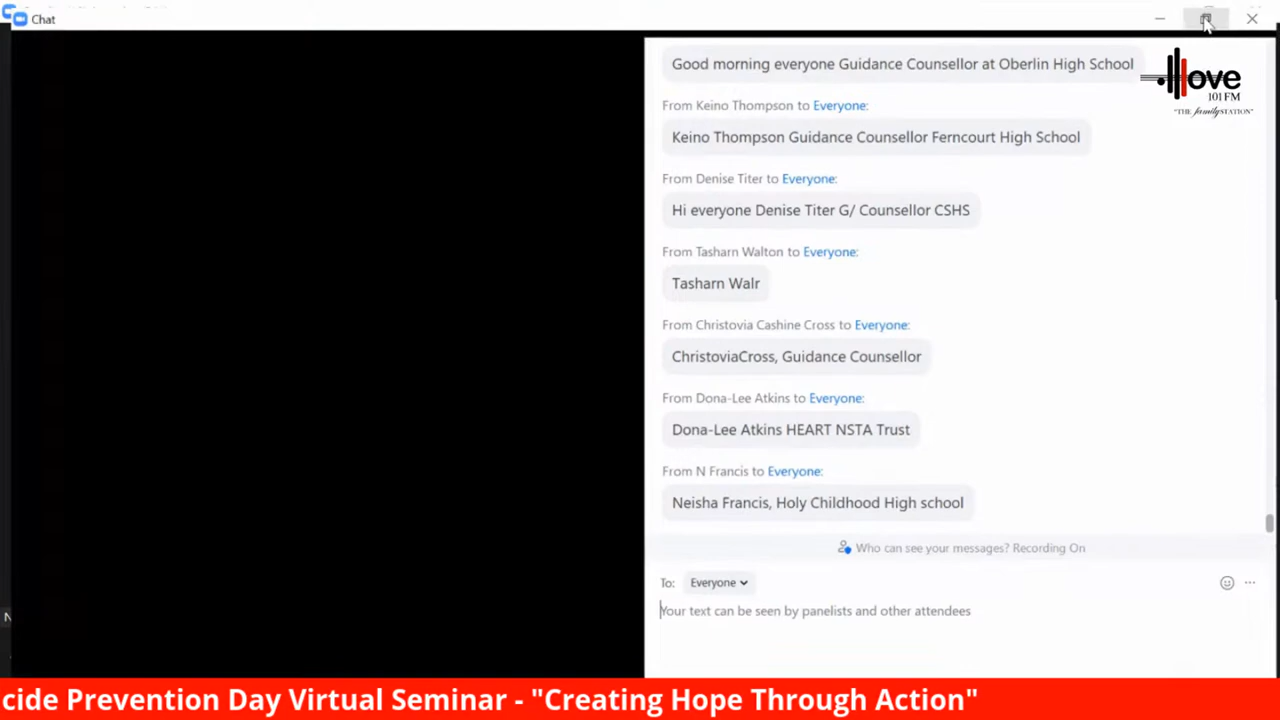 Chat
Good morning everyone Guidance Counsellor at Oberlin High School
From Keino Thompson to Everyone:
Keino Thompson Guidance Counsellor Ferncourt High School
From Denise Titer to Everyone:
Hi everyone Denise Titer G/ Counsellor CSHS
From Tasharn Walton to Everyone:
Tasharn Walr
From Christovia Cashine Cross to Everyone:
ChristoviaCross, Guidance Counsellor
From Dona-Lee Atkins to Everyone:
Dona-Lee Atkins HEART NSTA Trust
From N Francis to Everyone:
Neisha Francis, Holy Childhood High school
Who can see your messages? Recording On
To: Everyone
Your text can be seen by panelists and other attendees
love
101 FM
"THE family STATION"
N
cide Prevention Day Virtual Seminar - "Creating Hope Through Action"